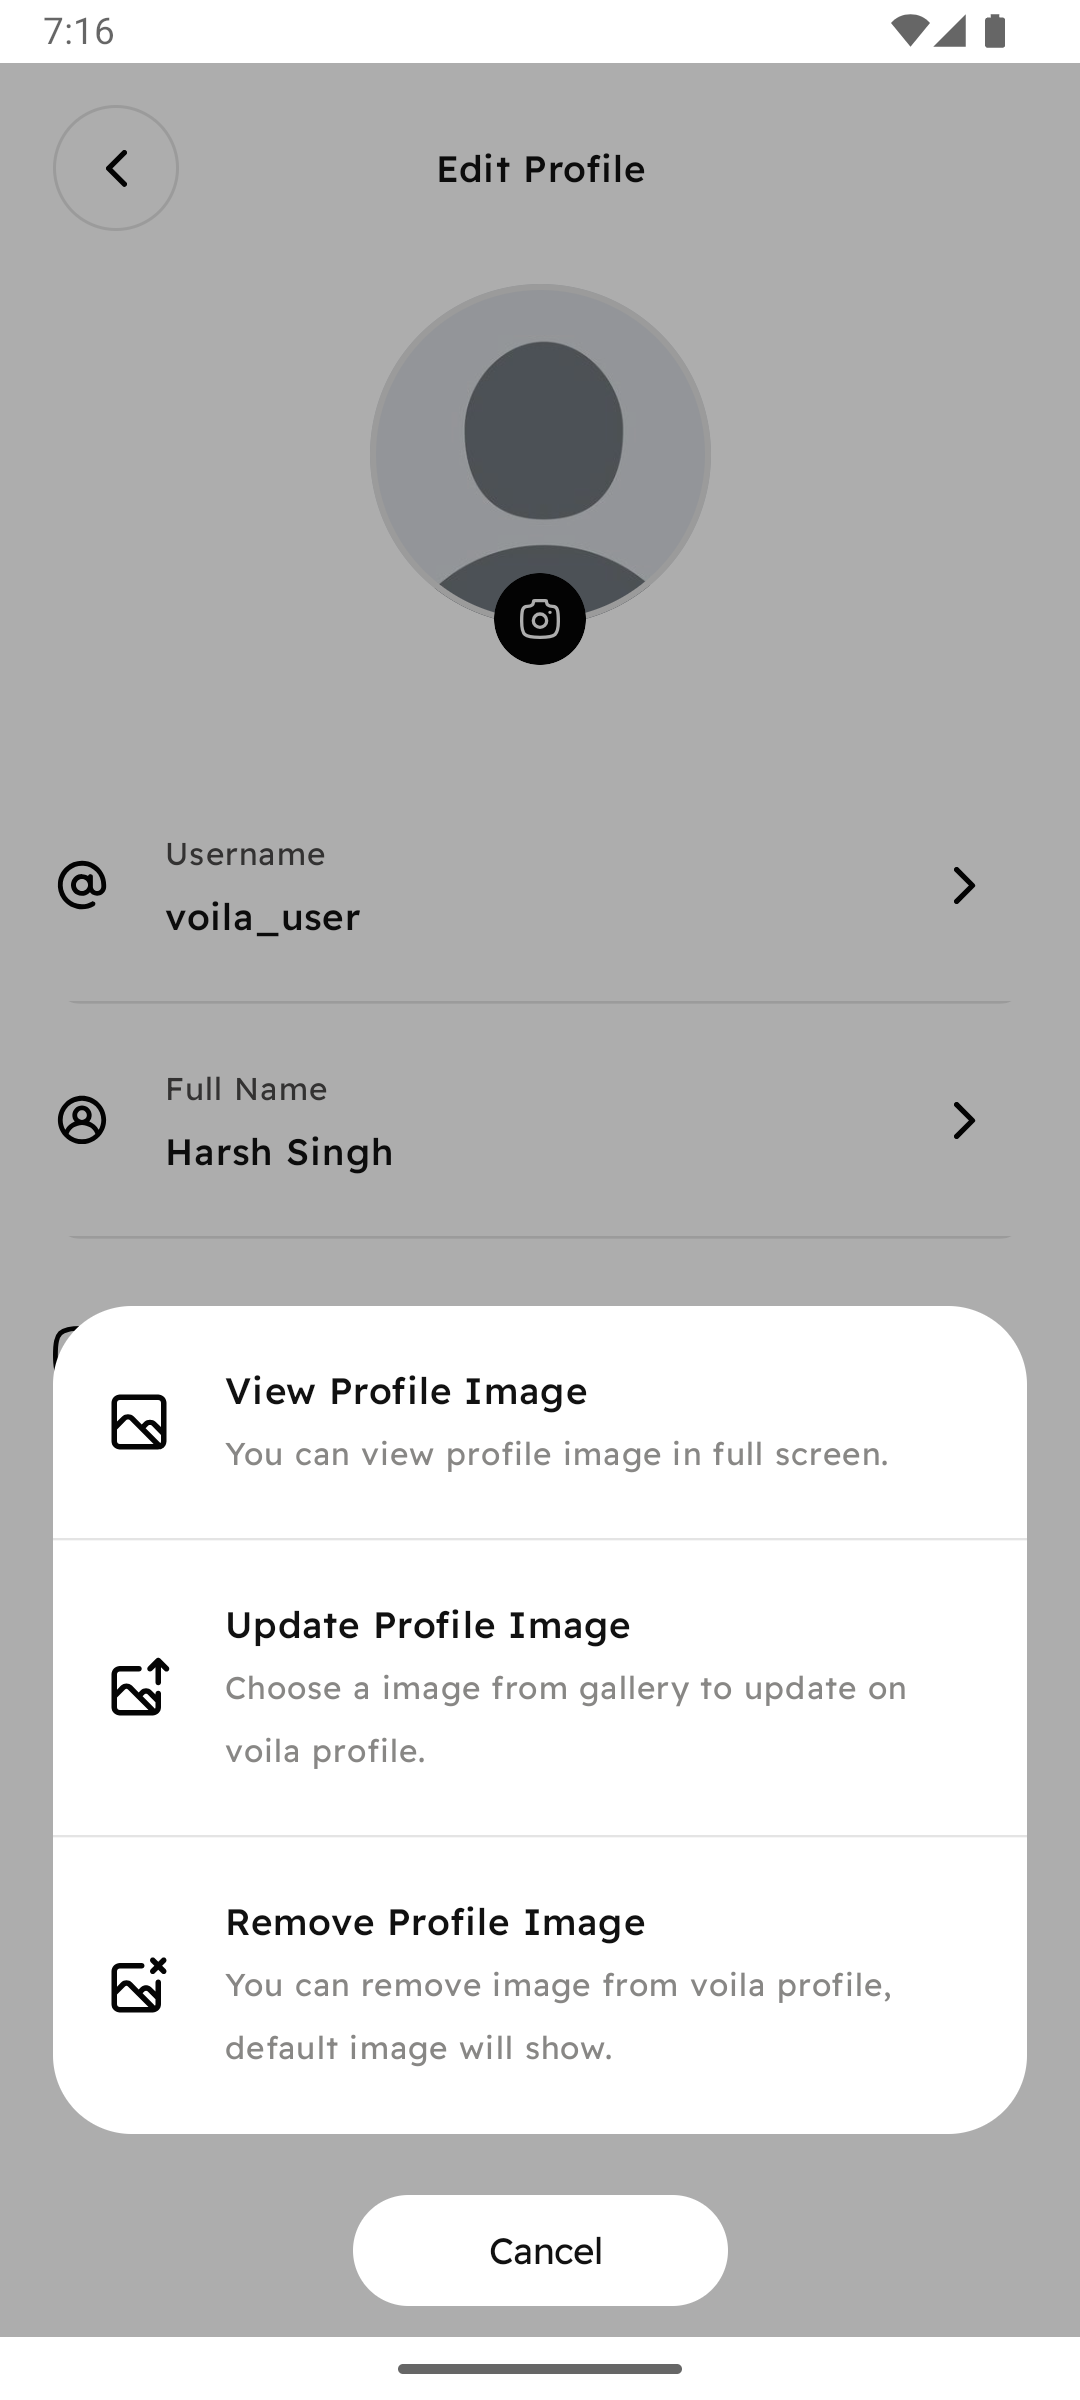 7:16
Edit Profile
Username
voila_user
Full Name
Harsh Singh
View Profile Image
You can view profile image in full screen.
Update Profile Image
Choose a image from gallery to update on
voila profile.
Remove Profile Image
You can remove image from voila profile,
default image will show.
Cancel